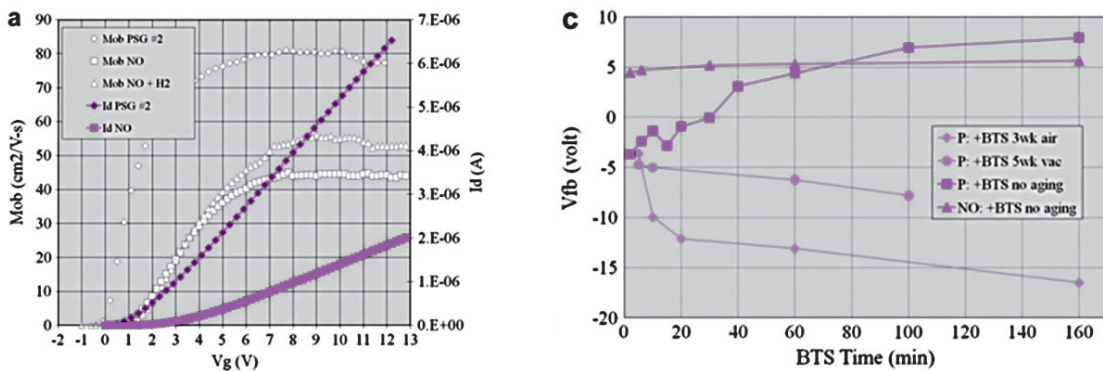 a
90
80
70
60
50
40
30
20
10
0
Mob (cm2/V-s)
Mob PSG #2
Mob NO
Mob NO + H2
Id PSG #2
Id NO
7.E-06
6.E-06
5.E-06
4.E-06
3.E-06
2.E-06
1.E-06
0.E+00
Id (A)
-2 -1 0 1 2 3 4 5 6 7 8 9 10 11 12 13
Vg (V)
c
10
5
0
-5
-10
-15
-20
Vfb (volt)
P: +BTS 3wk air
P: +BTS 5wk vac
P: +BTS no aging
NO: +BTS no aging
0 20 40 60 80 100 120 140 160
BTS Time (min)